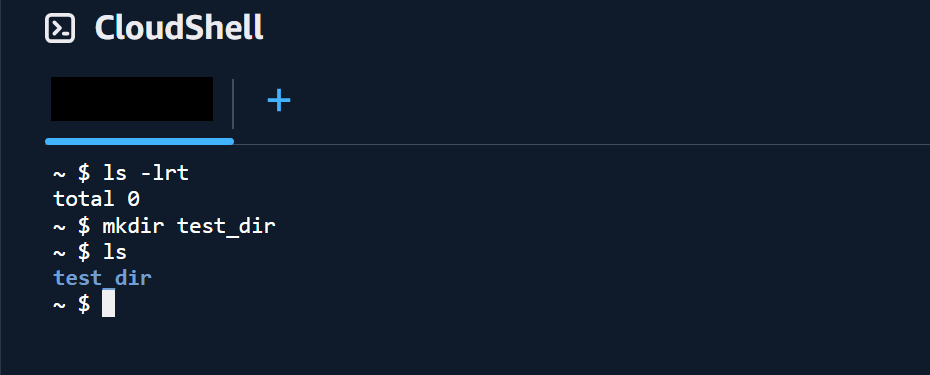 CloudShell
+
~ $ ls -lrt
total 0
~ $ mkdir test_dir
~ $ ls
test_dir
~ $